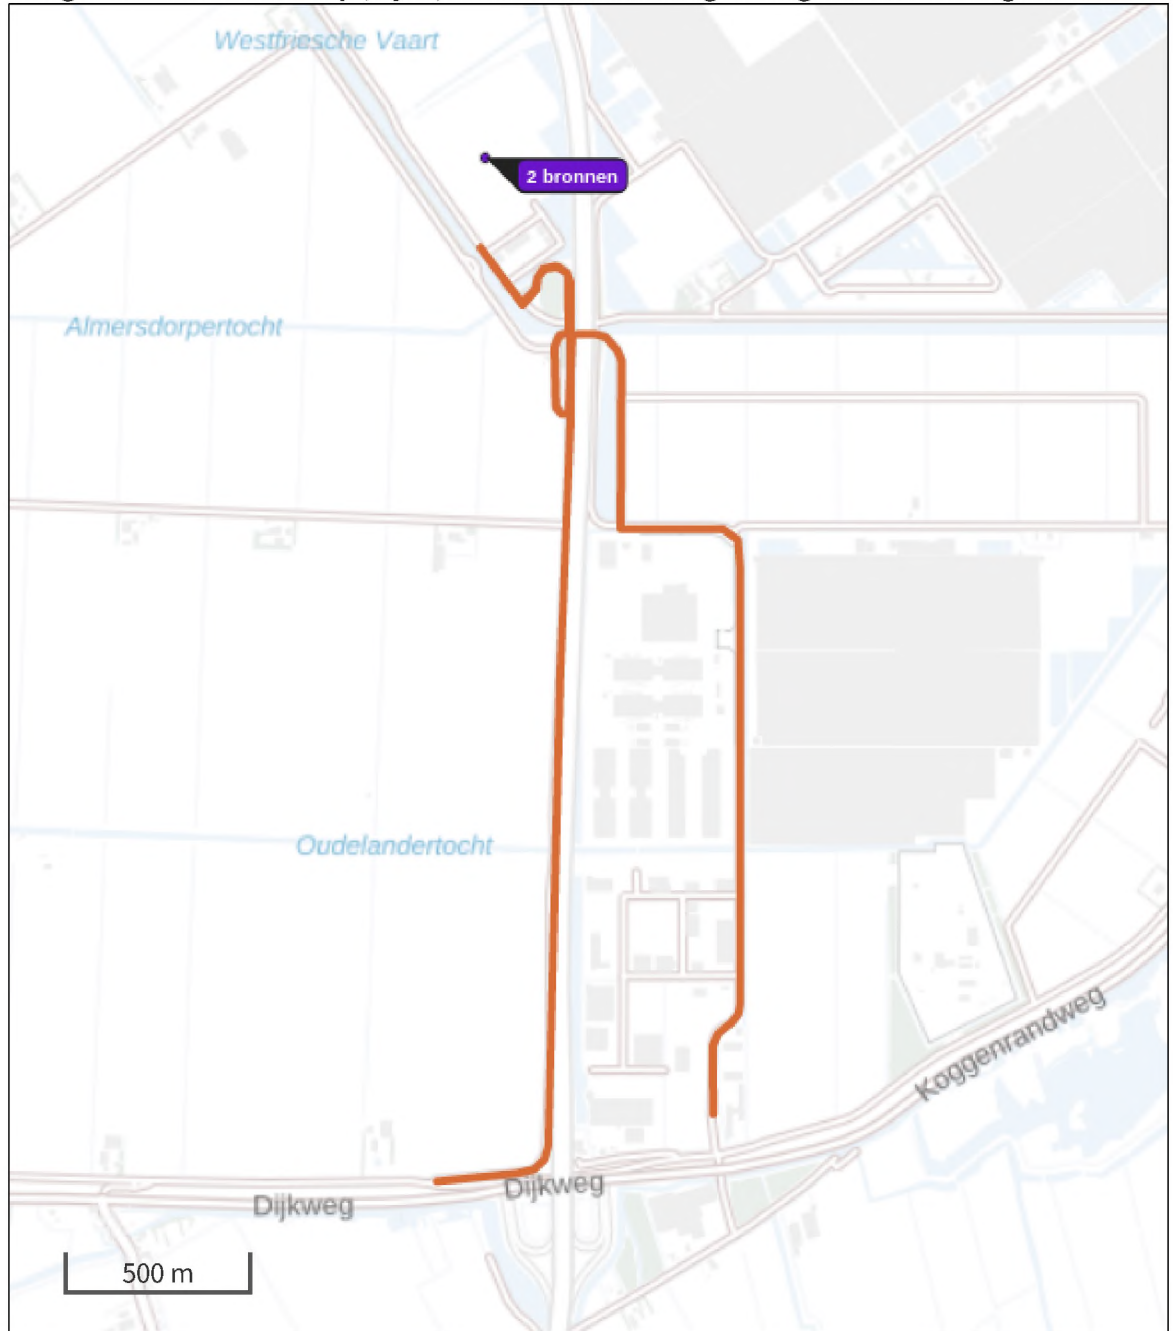 Westfriesche Vaart
2 bronnen
Almersdorpertocht
Oudelandertocht
Koggenrandweg
Dijkweg
Dijkweg
500 m